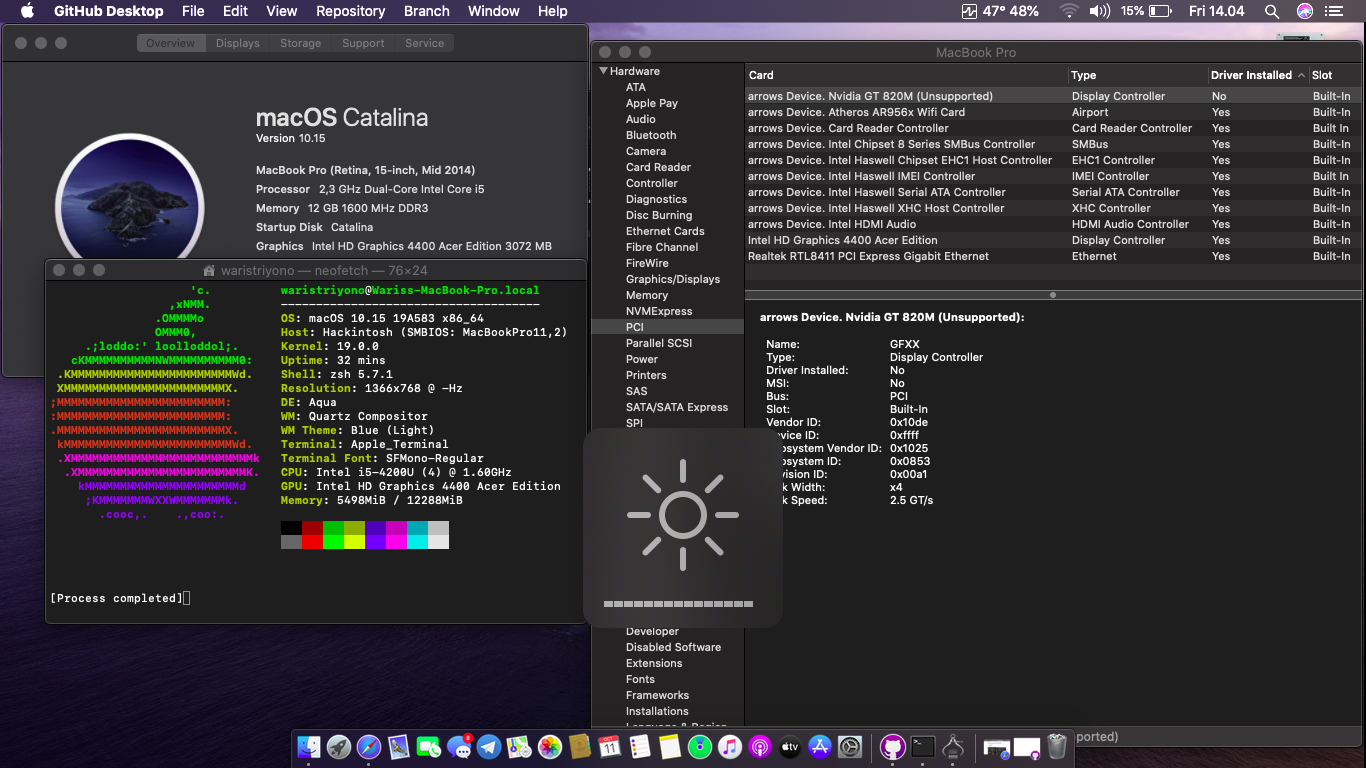 GitHub Desktop File Edit View Repository Branch Window Help 47° 48% 15% Fri 14.04
Overview Displays Storage Support Service
macOS Catalina
Version 10.15
MacBook Pro (Retina, 15-inch, Mid 2014)
Processor 2,3 GHz Dual-Core Intel Core i5
Memory 12 GB 1600 MHz DDR3
Startup Disk Catalina
Graphics Intel HD Graphics 4400 Acer Edition 3072 MB
waristriyono — neofetch — 76×24
'c.
,xNMM.
.OMMMMo
OMMM0,
.;loddo:' loolloddol;.
cKMMMMMMMMMMNWMMMMMMMMMM0:
.KMMMMMMMMMMMMMMMMMMMMMMMWd.
XMMMMMMMMMMMMMMMMMMMMMMMX.
;MMMMMMMMMMMMMMMMMMMMMMMM:
:MMMMMMMMMMMMMMMMMMMMMMMM:
.MMMMMMMMMMMMMMMMMMMMMMMMX.
kMMMMMMMMMMMMMMMMMMMMMMMMWd.
.XMMMMMMMMMMMMMMMMMMMMMMMMMMk
.XMMMMMMMMMMMMMMMMMMMMMMMMK.
kMMMMMMMMMMMMMMMMMMMMMMd
;KMMMMMMMWXXWMMMMMMMk.
.cooc,. .,coo:.
waristriyono@Wariss-MacBook-Pro.local
-------------------------------------
OS: macOS 10.15 19A583 x86_64
Host: Hackintosh (SMBIOS: MacBookPro11,2)
Kernel: 19.0.0
Uptime: 32 mins
Shell: zsh 5.7.1
Resolution: 1366x768 @ -Hz
DE: Aqua
WM: Quartz Compositor
WM Theme: Blue (Light)
Terminal: Apple_Terminal
Terminal Font: SFMono-Regular
CPU: Intel i5-4200U (4) @ 1.60GHz
GPU: Intel HD Graphics 4400 Acer Edition
Memory: 5498MiB / 12288MiB
[Process completed]
MacBook Pro
Hardware
ATA
Apple Pay
Audio
Bluetooth
Camera
Card Reader
Controller
Diagnostics
Disc Burning
Ethernet Cards
Fibre Channel
FireWire
Graphics/Displays
Memory
NVMExpress
PCI
Parallel SCSI
Power
Printers
SAS
SATA/SATA Express
SPI
Developer
Disabled Software
Extensions
Fonts
Frameworks
Installations
Language & Region
Card Type Driver Installed Slot
arrows Device. Nvidia GT 820M (Unsupported) Display Controller No Built-In
arrows Device. Atheros AR956x Wifi Card Airport Yes Built-In
arrows Device. Card Reader Controller Card Reader Controller Yes Built In
arrows Device. Intel Chipset 8 Series SMBus Controller SMBus Yes Built-In
arrows Device. Intel Haswell Chipset EHC1 Host Controller EHC1 Controller Yes Built-In
arrows Device. Intel Haswell IMEI Controller IMEI Controller Yes Built In
arrows Device. Intel Haswell Serial ATA Controller Serial ATA Controller Yes Built-In
arrows Device. Intel Haswell XHC Host Controller XHC Controller Yes Built-In
arrows Device. Intel HDMI Audio HDMI Audio Controller Yes Built-In
Intel HD Graphics 4400 Acer Edition Display Controller Yes Built-In
Realtek RTL8411 PCI Express Gigabit Ethernet Ethernet Yes Built-In
arrows Device. Nvidia GT 820M (Unsupported):
Name: GFXX
Type: Display Controller
Driver Installed: No
MSI: No
Bus: PCI
Slot: Built-In
Vendor ID: 0x10de
evice ID: 0xffff
system Vendor ID: 0x1025
system ID: 0x0853
vision ID: 0x00a1
k Width: x4
k Speed: 2.5 GT/s
pported)
8
OCT
11
tv